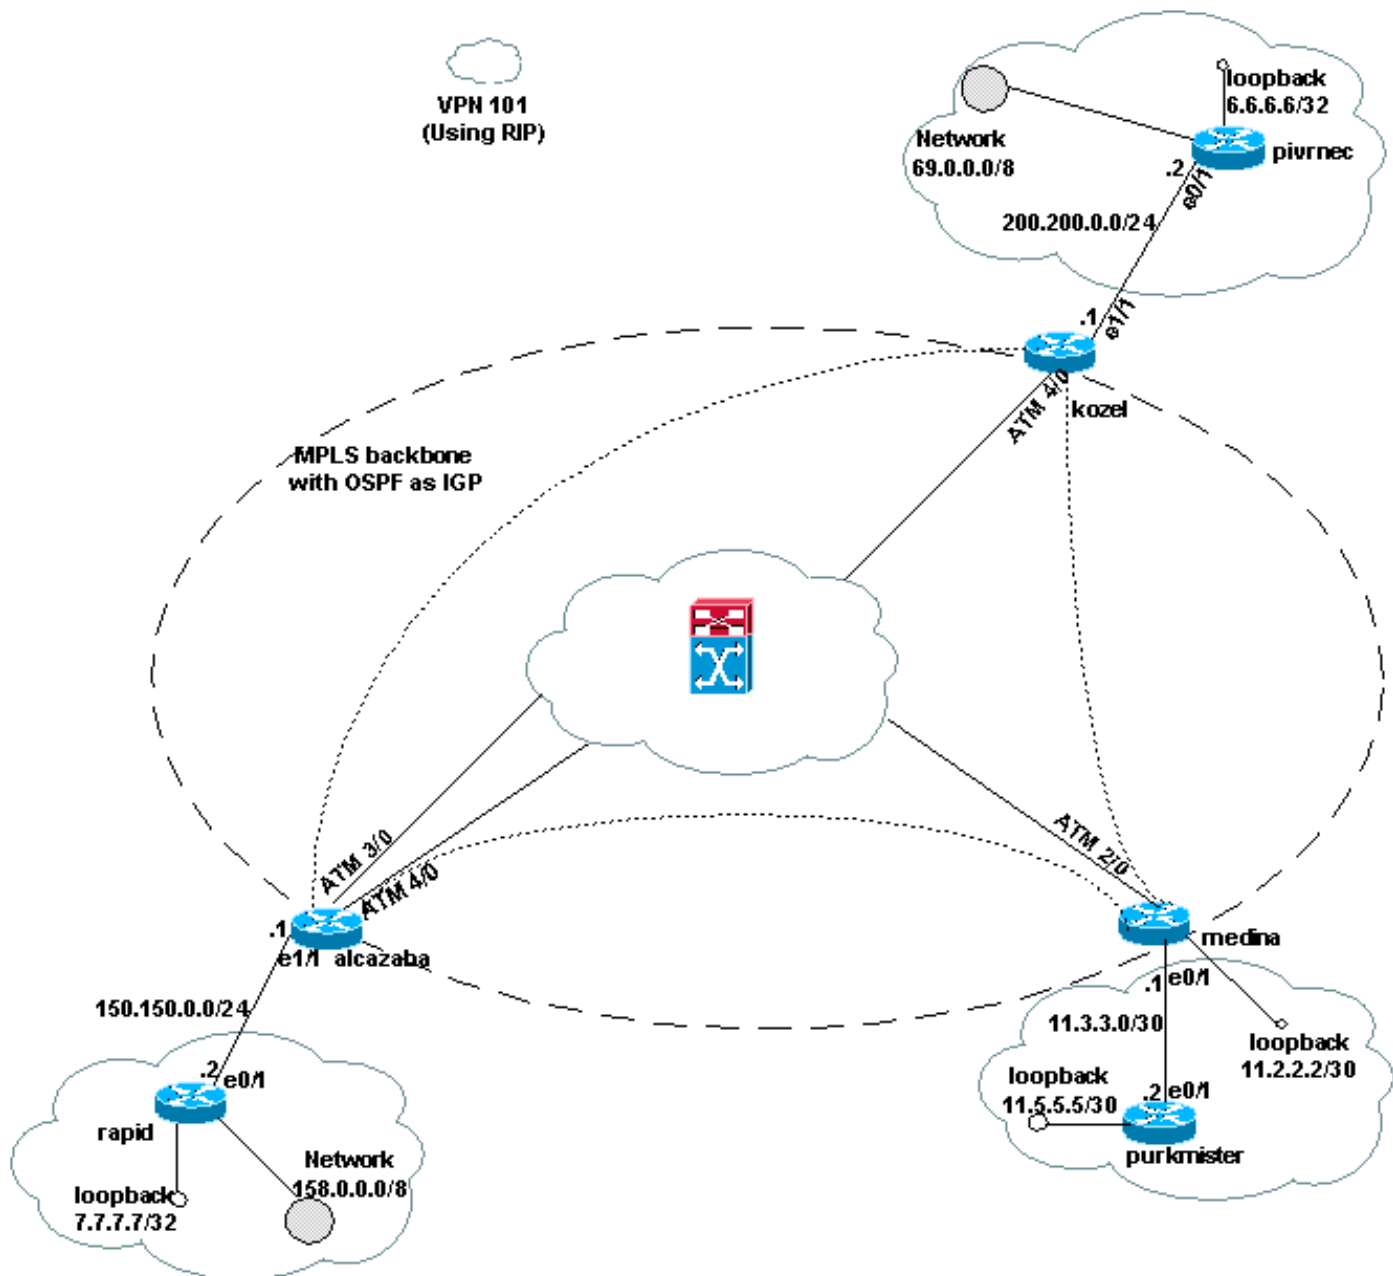 VPN 101
(Using RIP)
loopback
6.6.6.6/32
Network
69.0.0.0/8
pivrnec
.2
e0/1
200.200.0.0/24
.1
e1/1
kozel
ATM 4/0
MPLS backbone
with OSPF as IGP
ATM 3/0
ATM 4/0
ATM 2/0
.1
e1/1 alcazaba
medina
150.150.0.0/24
.1
e0/1
11.3.3.0/30
loopback
11.2.2.2/30
.2
e0/1
rapid
loopback
11.5.5.5/30
.2
e0/1
purkmister
Network
158.0.0.0/8
loopback
7.7.7.7/32